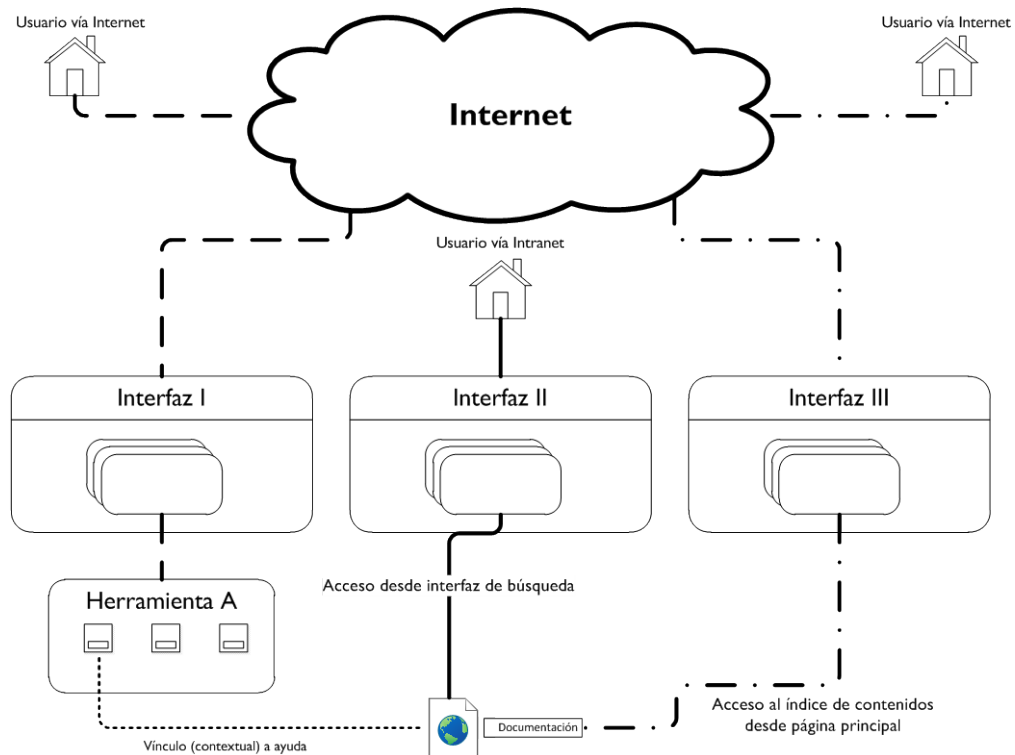 Usuario vía Internet
Usuario vía Internet
Internet
Usuario vía Intranet
Interfaz I
Interfaz II
Interfaz III
Acceso desde interfaz de búsqueda
Herramienta A
Documentación
Acceso al índice de contenidos
desde página principal
Vínculo (contextual) a ayuda